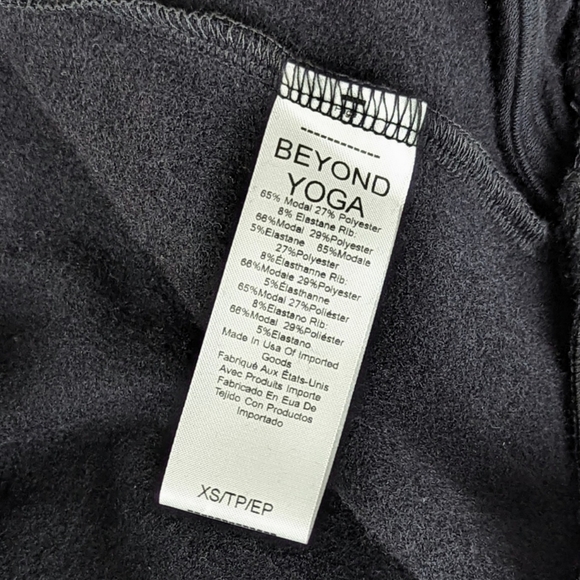 ------------
BEYOND
YOGA
65% Modal 27% Polyester
8% Elastane Rib:
66%Modal 29%Polyester
5%Elastane 65%Modale
27%Polyester
8%Élasthanne Rib:
66%Modale 29%Polyester
5%Élasthanne
65%Modal 27%Poliéster
8%Elastano Rib:
66%Modal 29%Poliéster
5%Elastano
Made In Usa Of Imported
Goods
Fabriqué Aux États-Unis
Avec Produits Importe
Fabricado En Eua De
Tejido Con Productos
Importado
XS/TP/EP